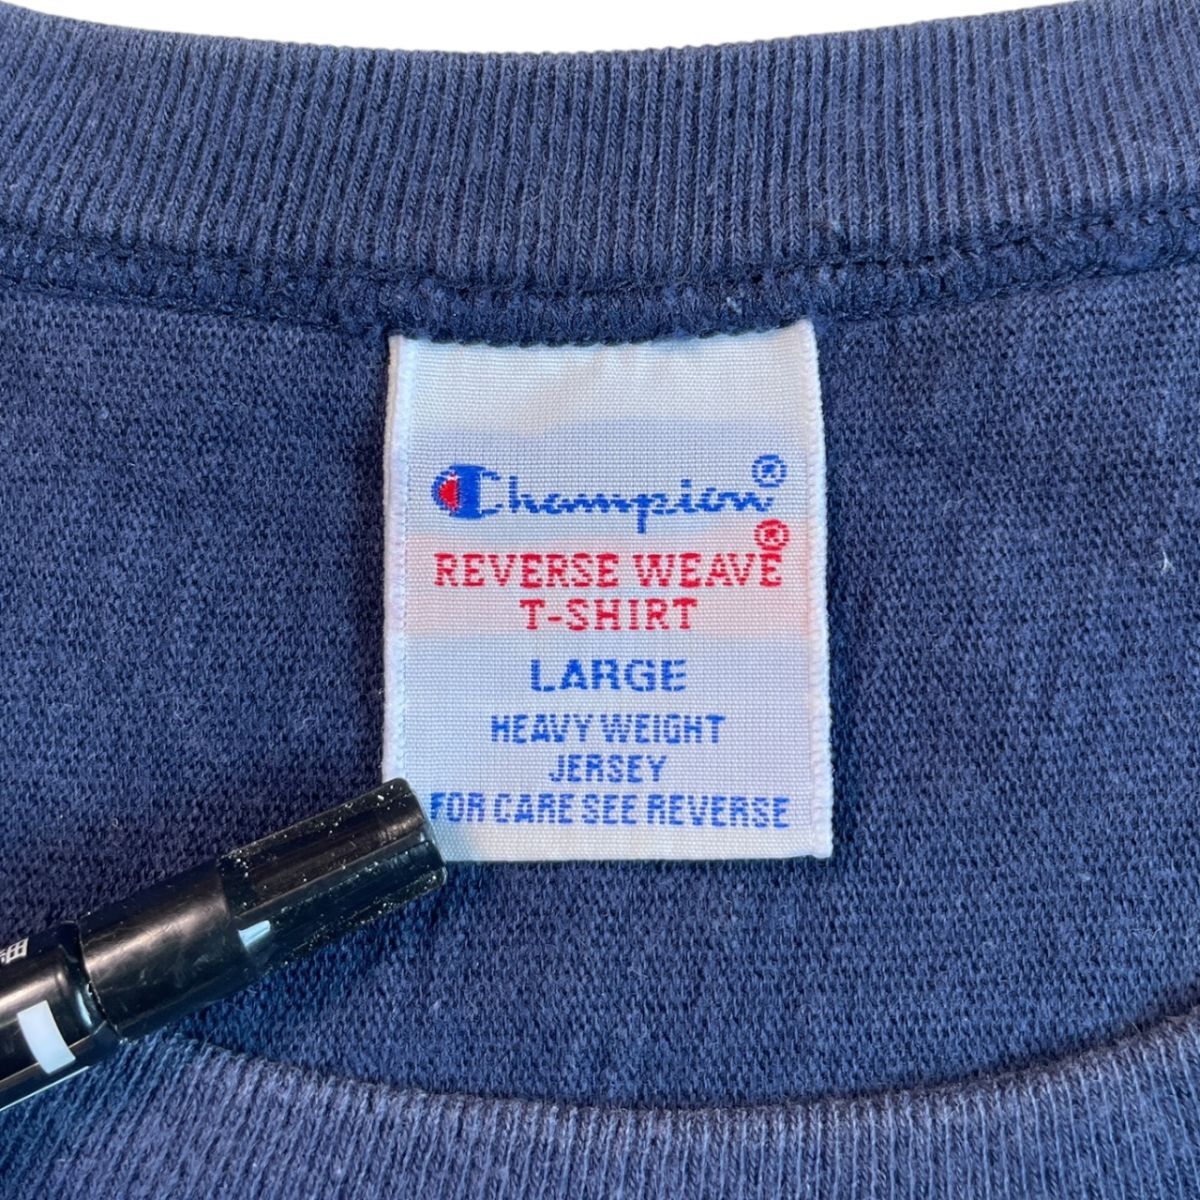 Champion®
REVERSE WEAVE®
T-SHIRT
LARGE
HEAVY WEIGHT
JERSEY
FOR CARE SEE REVERSE